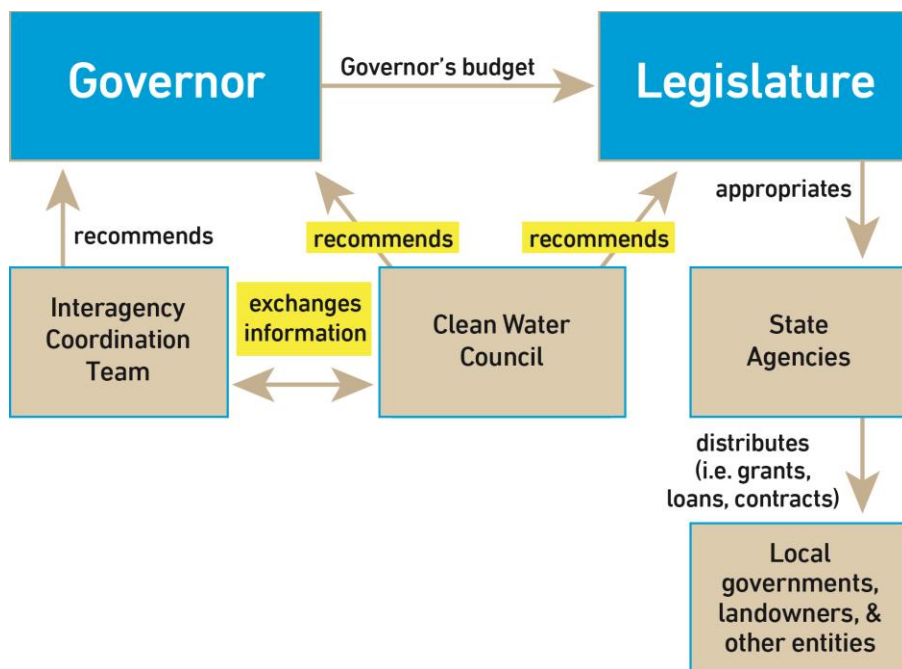 Governor
Governor’s budget
Legislature
appropriates
recommends
recommends
recommends
Interagency
Coordination
Team
exchanges
information
Clean Water
Council
State
Agencies
distributes
(i.e. grants,
loans, contracts)
Local
governments,
landowners, &
other entities